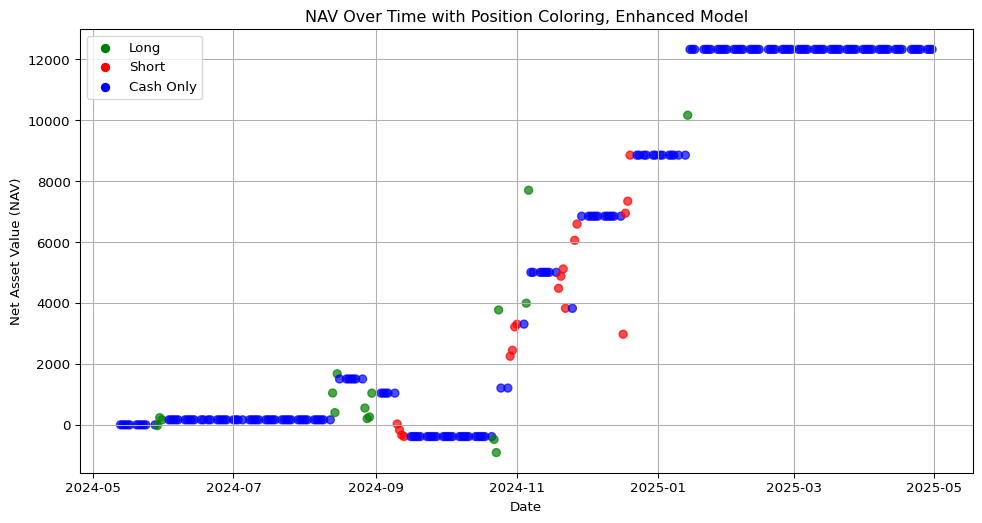 NAV Over Time with Position Coloring, Enhanced Model
Long
Short
Cash Only
12000
10000
8000
6000
4000
2000
0
Net Asset Value (NAV)
2024-05
2024-07
2024-09
2024-11
2025-01
2025-03
2025-05
Date